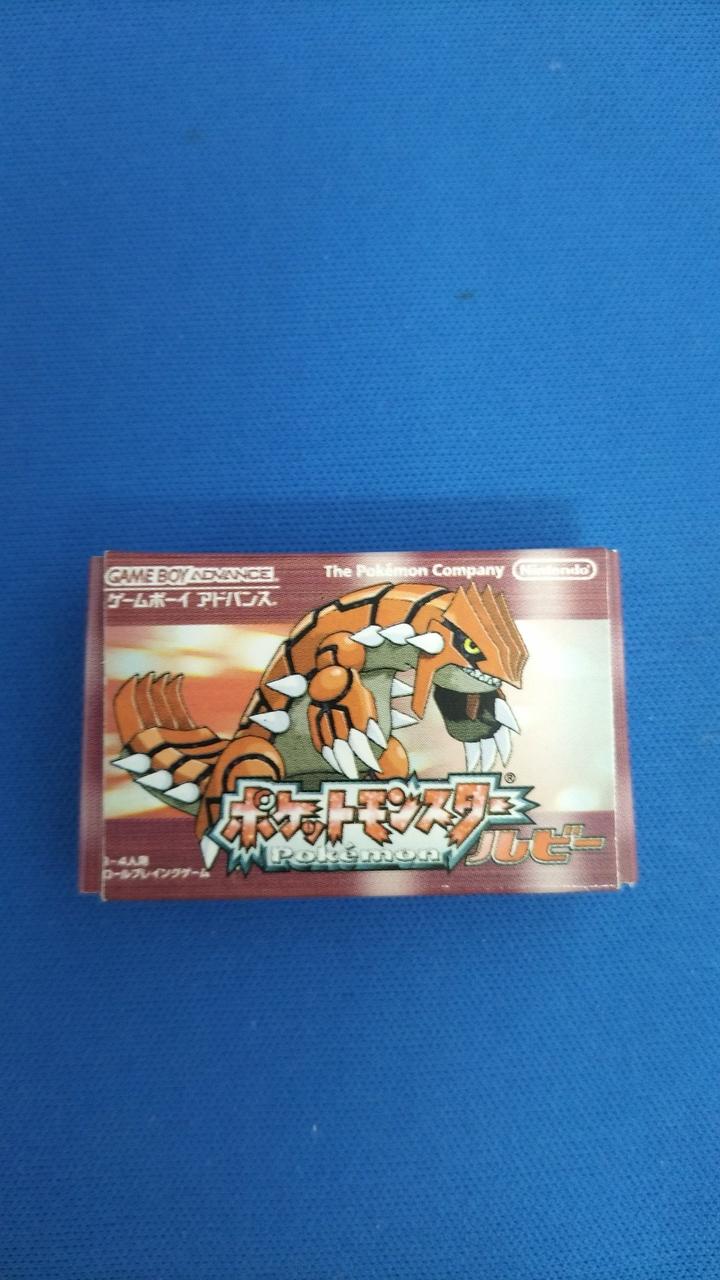 GAME BOY ADVANCE
ゲームボーイ アドバンス
The Pokémon Company
Nintendo
ポケットモンスター®
Pokémon
ルビー
1~4人用
ロールプレイングゲーム